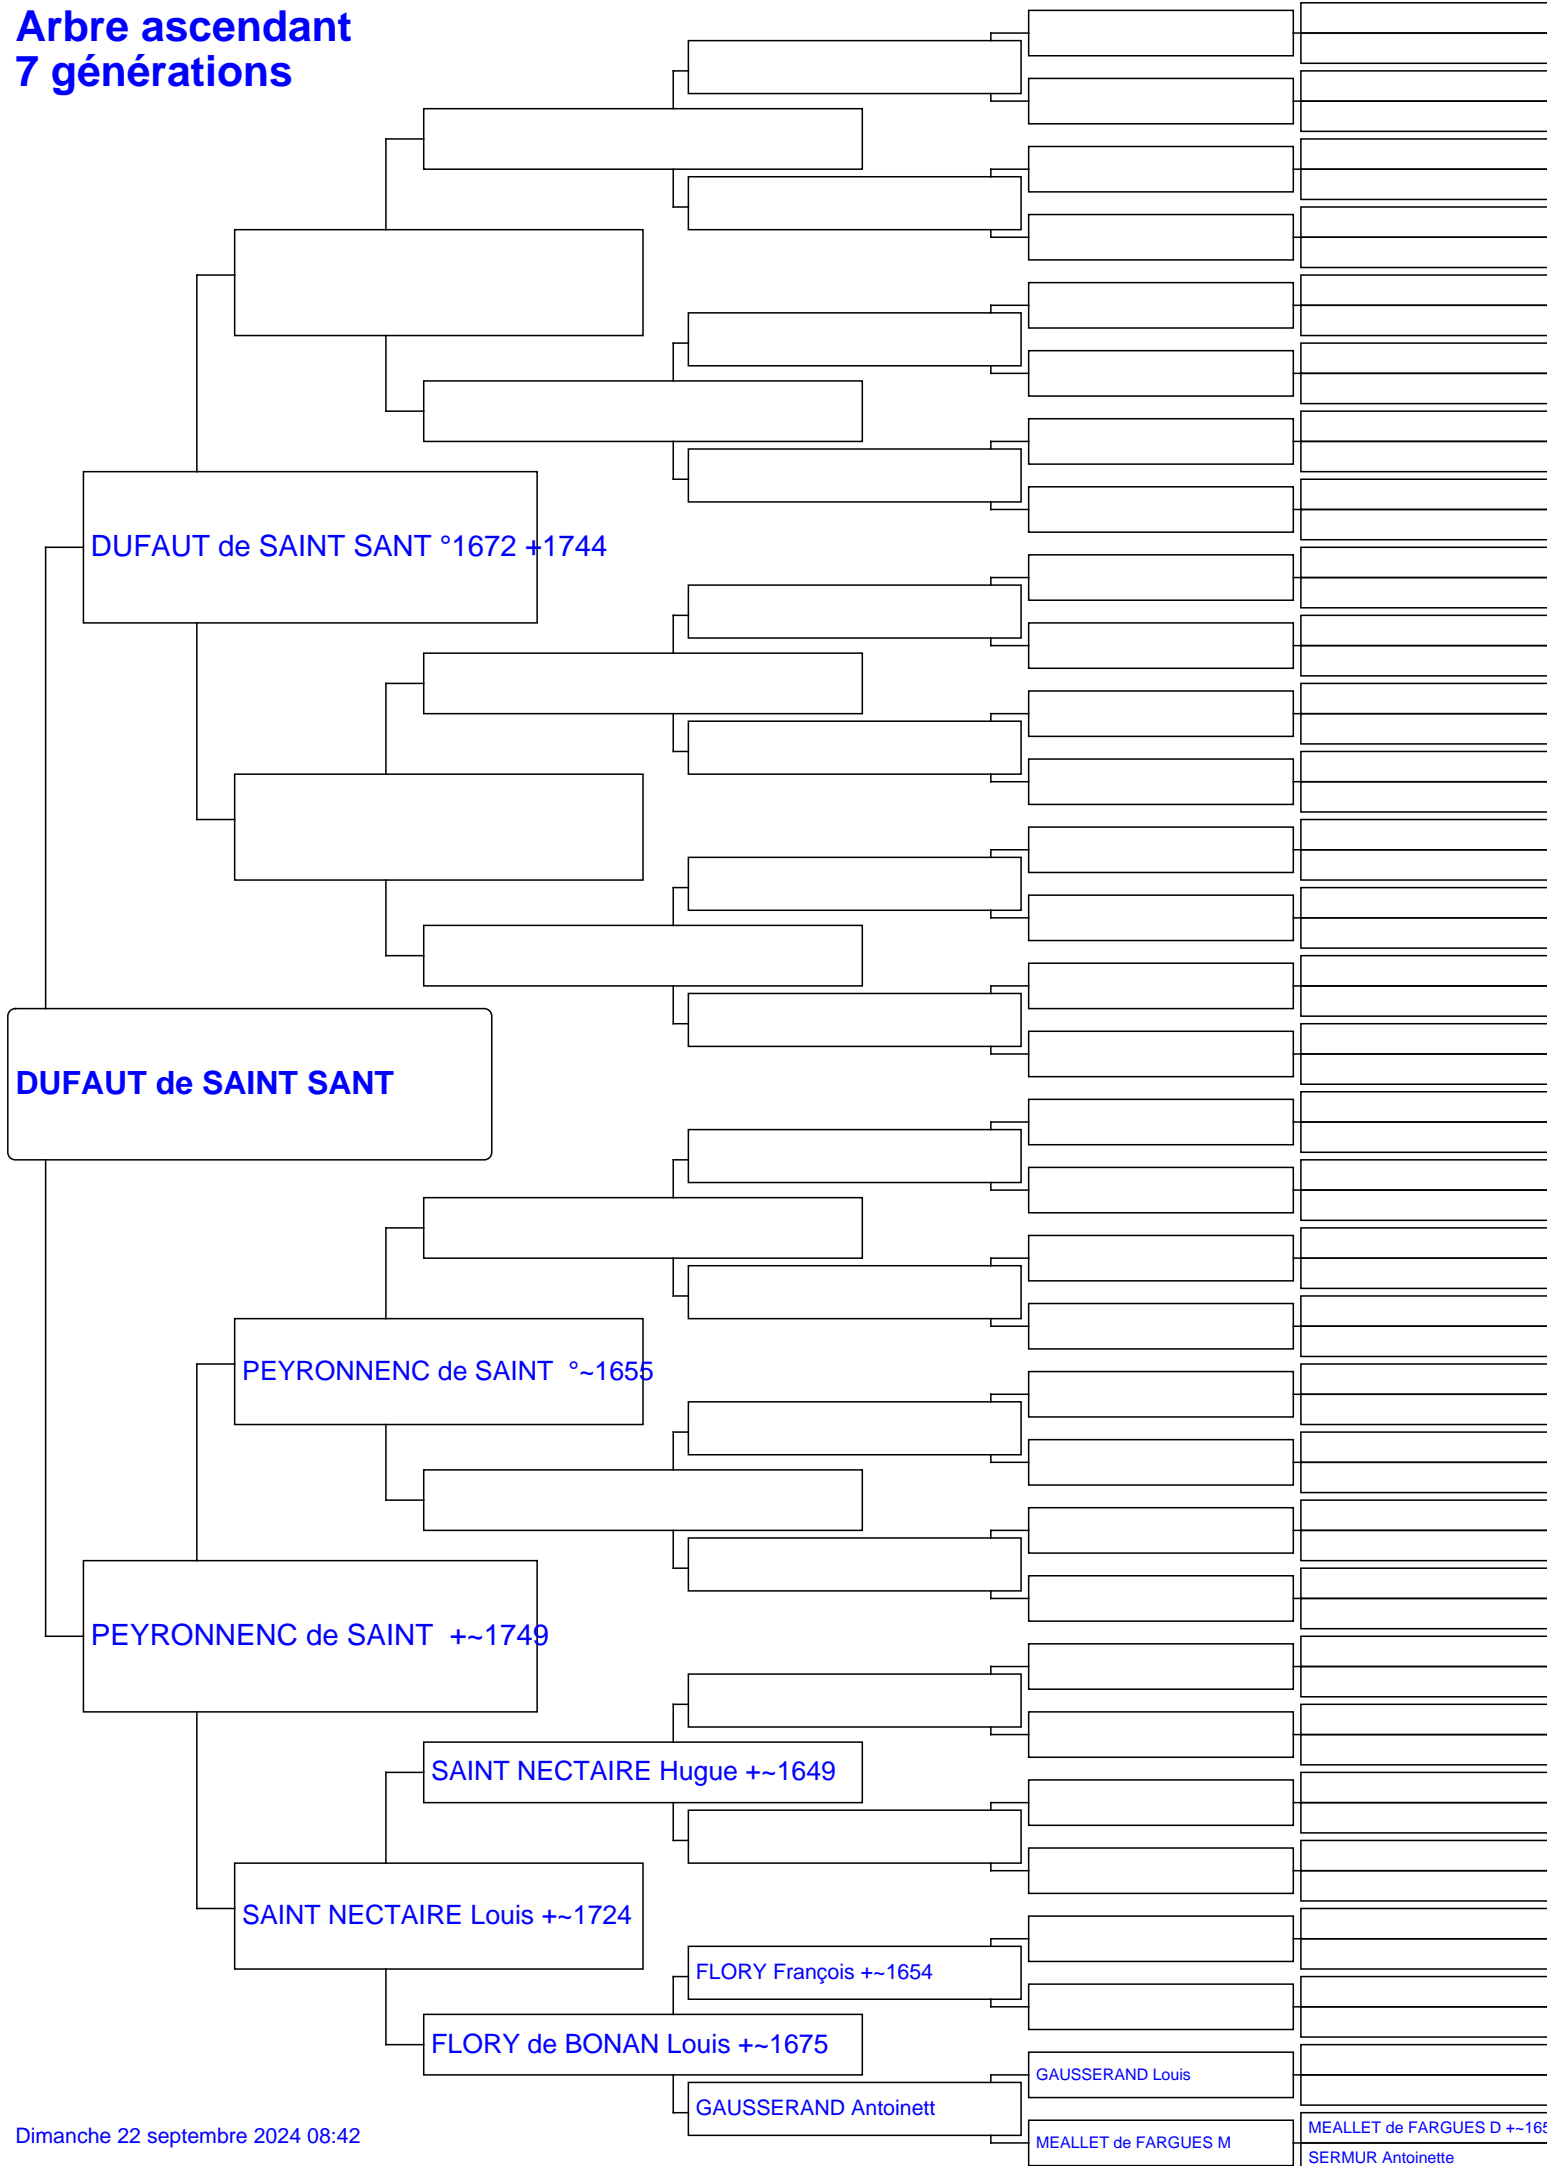 Arbre ascendant
7 générations
DUFAUT de SAINT SANT °1672 +1744
DUFAUT de SAINT SANT
PEYRONNENC de SAINT  °~1655
PEYRONNENC de SAINT  +~1749
SAINT NECTAIRE Hugue +~1649
SAINT NECTAIRE Louis +~1724
FLORY François +~1654
FLORY de BONAN Louis +~1675
GAUSSERAND Louis
GAUSSERAND Antoinett
MEALLET de FARGUES M
MEALLET de FARGUES D
SERMUR Antoinette
Dimanche 22 septembre 2024 08:42